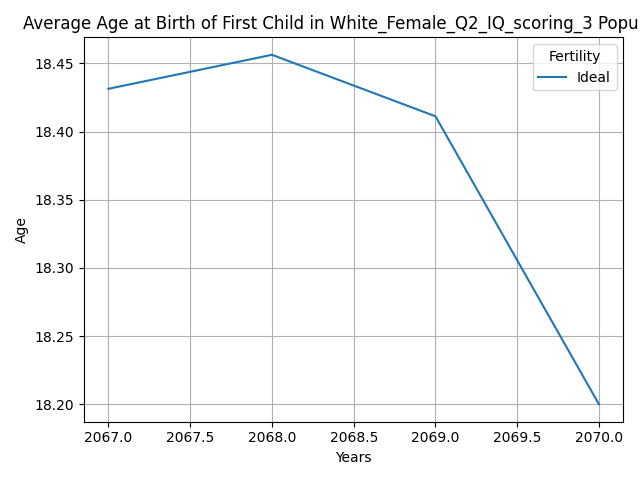 Average Age at Birth of First Child in White_Female_Q2_IQ_scoring_3 Popu
18.45
18.40
18.35
18.30
18.25
18.20
Age
Fertility
Ideal
2067.0 2067.5 2068.0 2068.5 2069.0 2069.5 2070.0
Years